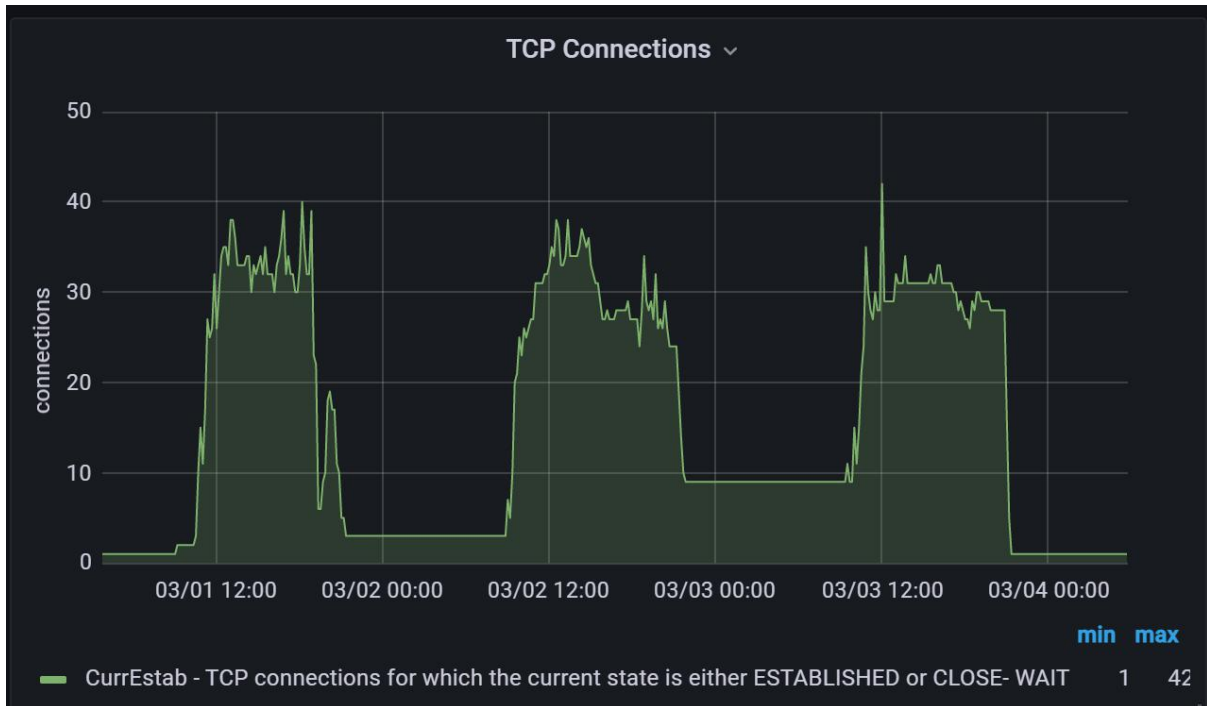 TCP Connections
50
40
30
20
10
0
connections
03/01 12:00 03/02 00:00 03/02 12:00 03/03 00:00 03/03 12:00 03/04 00:00
min max
CurrEstab - TCP connections for which the current state is either ESTABLISHED or CLOSE- WAIT 1 42